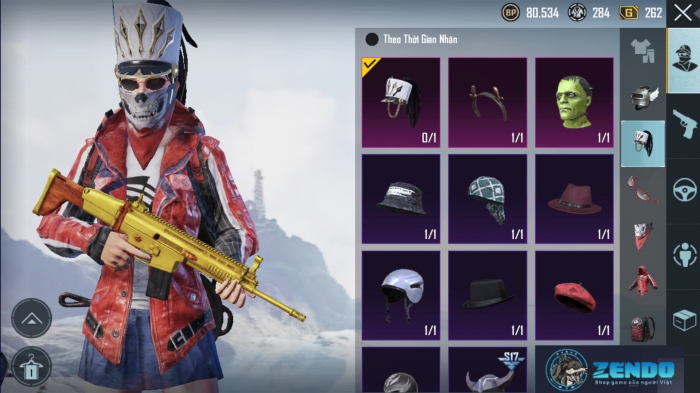 BP 80.534 284 G 262
Theo Thời Gian Nhận
0/1 1/1 1/1
1/1 1/1 1/1
1/1 1/1 1/1
S17
ZENDO
Shop game của người Việt